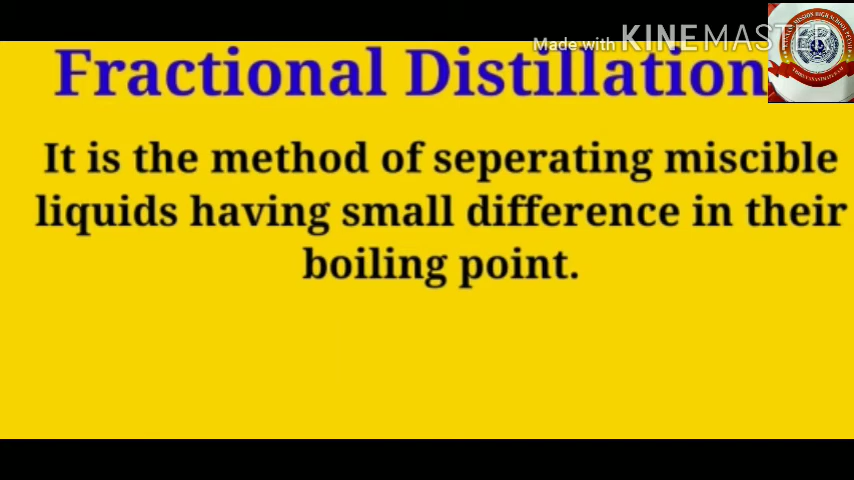 Made with KINEMASTER
Fractional Distillation
It is the method of seperating miscible
liquids having small difference in their
boiling point.